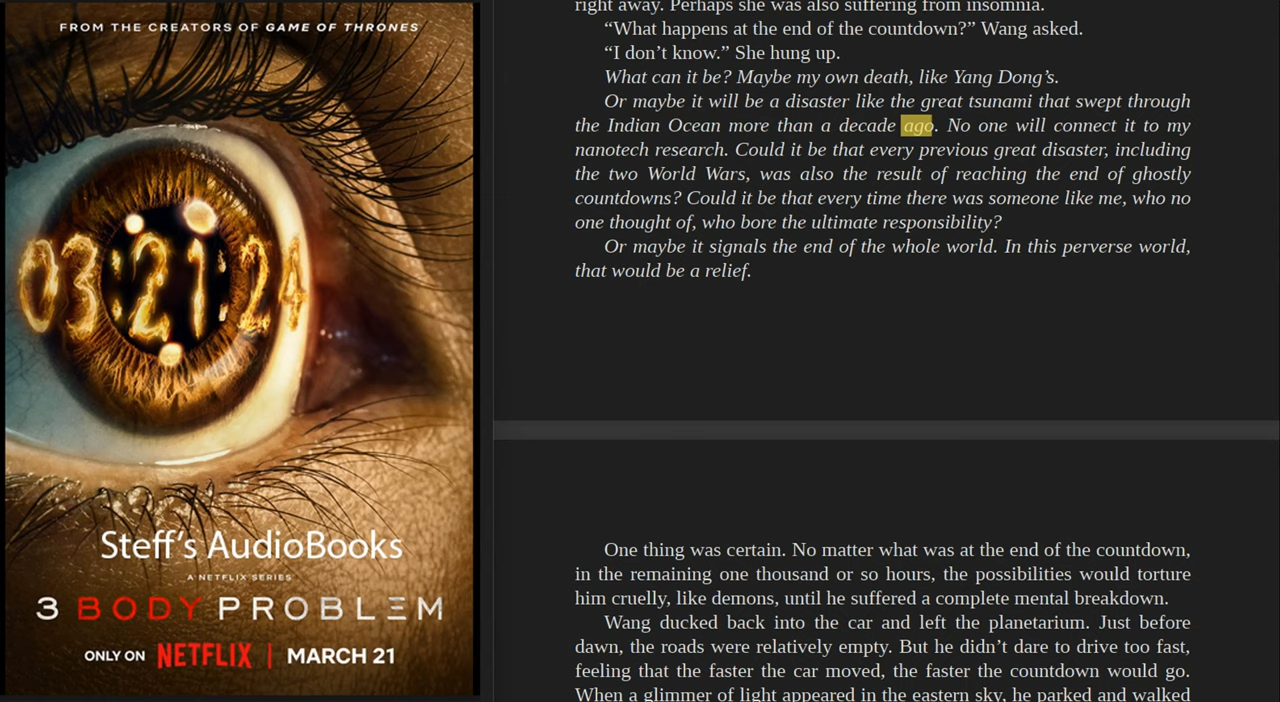 FROM THE CREATORS OF GAME OF THRONES
03:21:24
Steff's AudioBooks
A NETFLIX SERIES
3 BODY PROBLEM
ONLY ON NETFLIX | MARCH 21
right away. Perhaps she was also suffering from insomnia.
“What happens at the end of the countdown?” Wang asked.
“I don’t know.” She hung up.
What can it be? Maybe my own death, like Yang Dong’s.
Or maybe it will be a disaster like the great tsunami that swept through
the Indian Ocean more than a decade ago. No one will connect it to my
nanotech research. Could it be that every previous great disaster, including
the two World Wars, was also the result of reaching the end of ghostly
countdowns? Could it be that every time there was someone like me, who no
one thought of, who bore the ultimate responsibility?
Or maybe it signals the end of the whole world. In this perverse world,
that would be a relief.
One thing was certain. No matter what was at the end of the countdown,
in the remaining one thousand or so hours, the possibilities would torture
him cruelly, like demons, until he suffered a complete mental breakdown.
Wang ducked back into the car and left the planetarium. Just before
dawn, the roads were relatively empty. But he didn’t dare to drive too fast,
feeling that the faster the car moved, the faster the countdown would go.
When a glimmer of light appeared in the eastern sky, he parked and walked